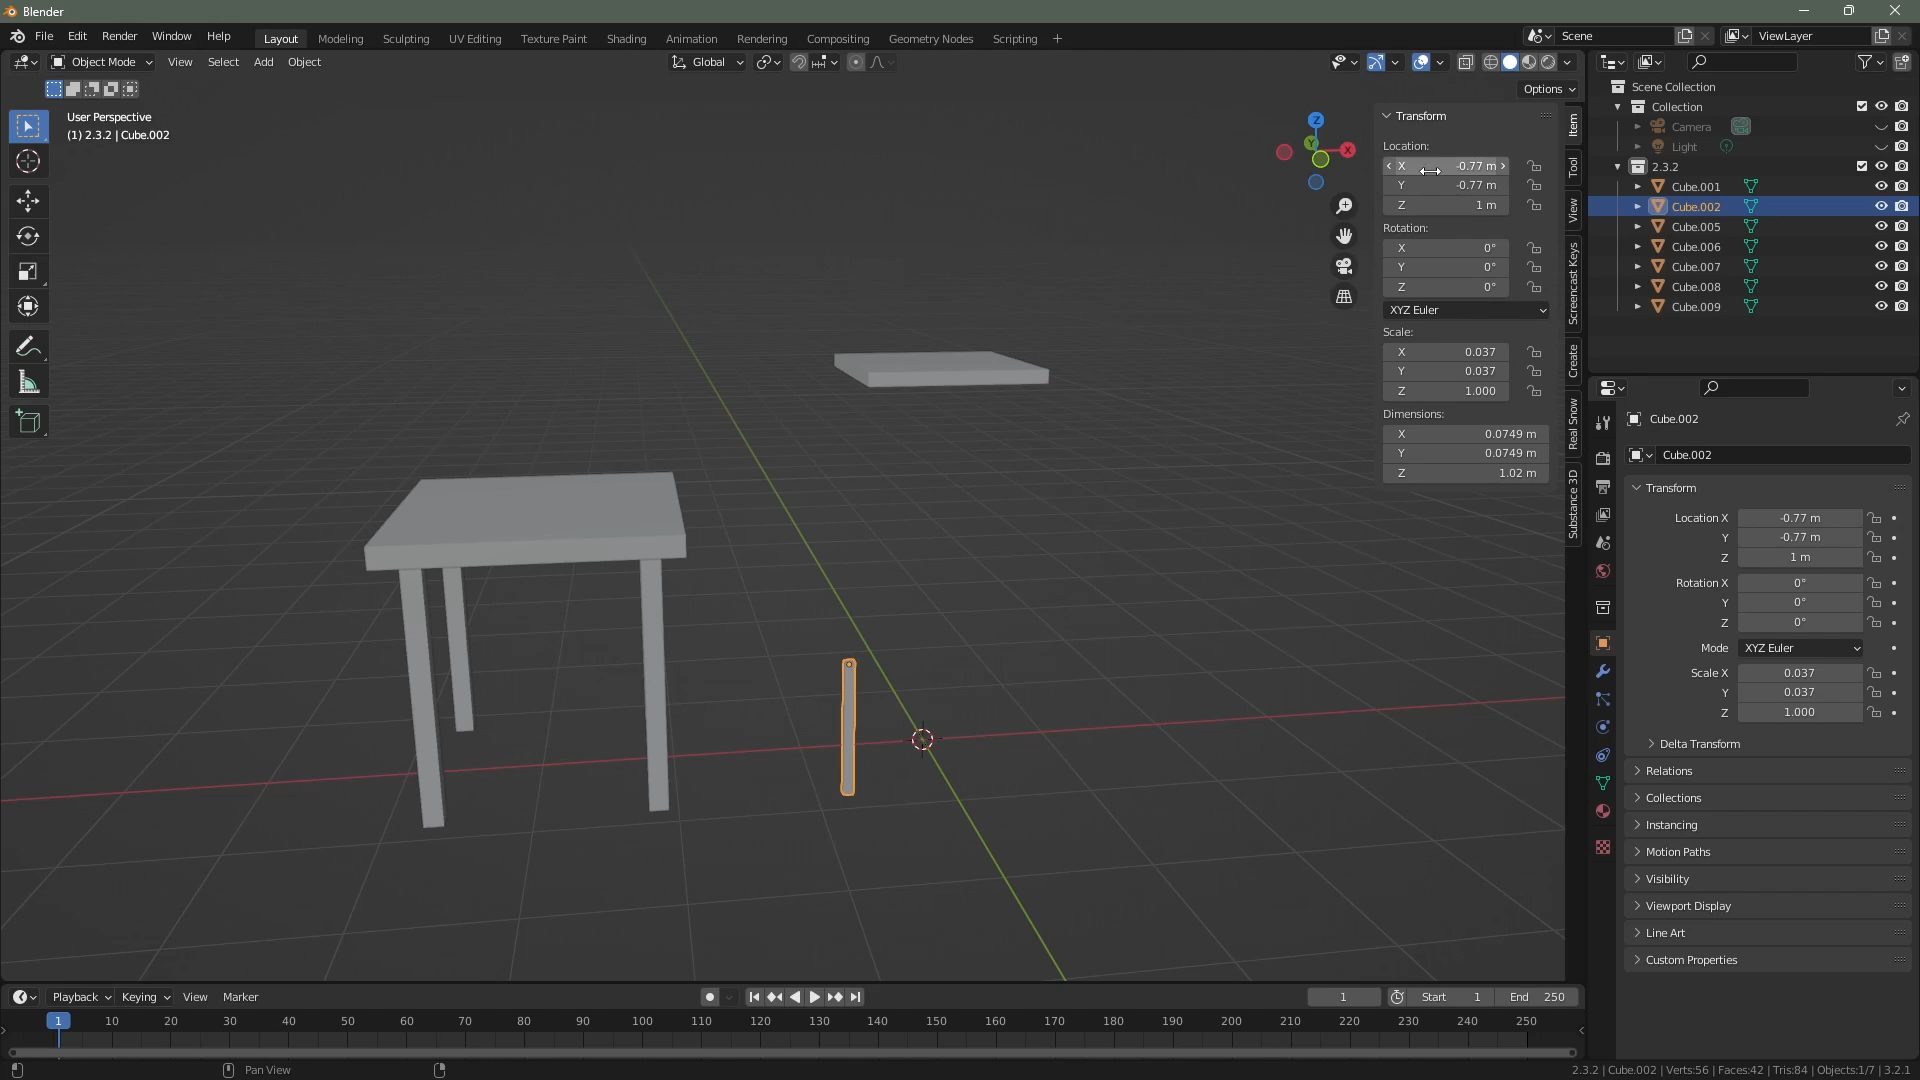 Blender
File Edit Render Window Help
Layout Modeling Sculpting UV Editing Texture Paint Shading Animation Rendering Compositing Geometry Nodes Scripting +
Scene
ViewLayer
Object Mode View Select Add Object
Global
Options
User Perspective
(1) 2.3.2 | Cube.002
Z
Y
X
Transform
Location:
X -0.77 m
Y -0.77 m
Z 1 m
Rotation:
X 0°
Y 0°
Z 0°
XYZ Euler
Scale:
X 0.037
Y 0.037
Z 1.000
Dimensions:
X 0.0749 m
Y 0.0749 m
Z 1.02 m
Item
Tool
View
Screencast Keys
Create
Real Snow
Substance 3D
Scene Collection
Collection
Camera
Light
2.3.2
Cube.001
Cube.002
Cube.005
Cube.006
Cube.007
Cube.008
Cube.009
Cube.002
Cube.002
Transform
Location X -0.77 m
Y -0.77 m
Z 1 m
Rotation X 0°
Y 0°
Z 0°
Mode XYZ Euler
Scale X 0.037
Y 0.037
Z 1.000
Delta Transform
Relations
Collections
Instancing
Motion Paths
Visibility
Viewport Display
Line Art
Custom Properties
Playback Keying View Marker
1 Start 1 End 250
1 10 20 30 40 50 60 70 80 90 100 110 120 130 140 150 160 170 180 190 200 210 220 230 240 250
Pan View
2.3.2 | Cube.002 | Verts:56 | Faces:42 | Tris:84 | Objects:1/7 | 3.2.1